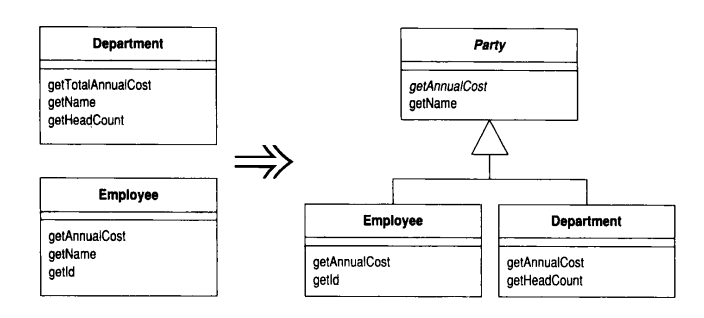 Department
getTotalAnnualCost
getName
getHeadCount
Employee
getAnnualCost
getName
getId
Party
getAnnualCost
getName
Employee
getAnnualCost
getId
Department
getAnnualCost
getHeadCount